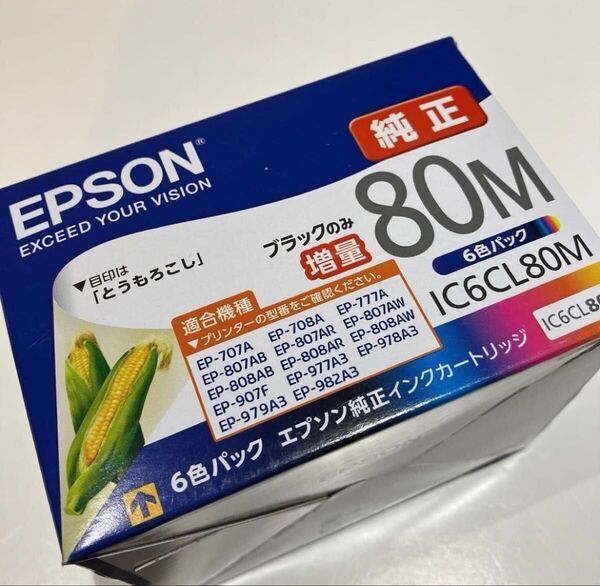 EPSON®
EXCEED YOUR VISION
純正
▼目印は
「とうもろこし」
ブラックのみ
増量
80M
6色パック
IC6CL80M
IC6CL80
適合機種
▼プリンターの型番をご確認ください。
EP-707A EP-708A EP-777A
EP-807AB EP-807AR EP-807AW
EP-808AB EP-808AR EP-808AW
EP-907F EP-977A3 EP-978A3
EP-979A3 EP-982A3
6色パック エプソン純正インクカートリッジ
EPSON